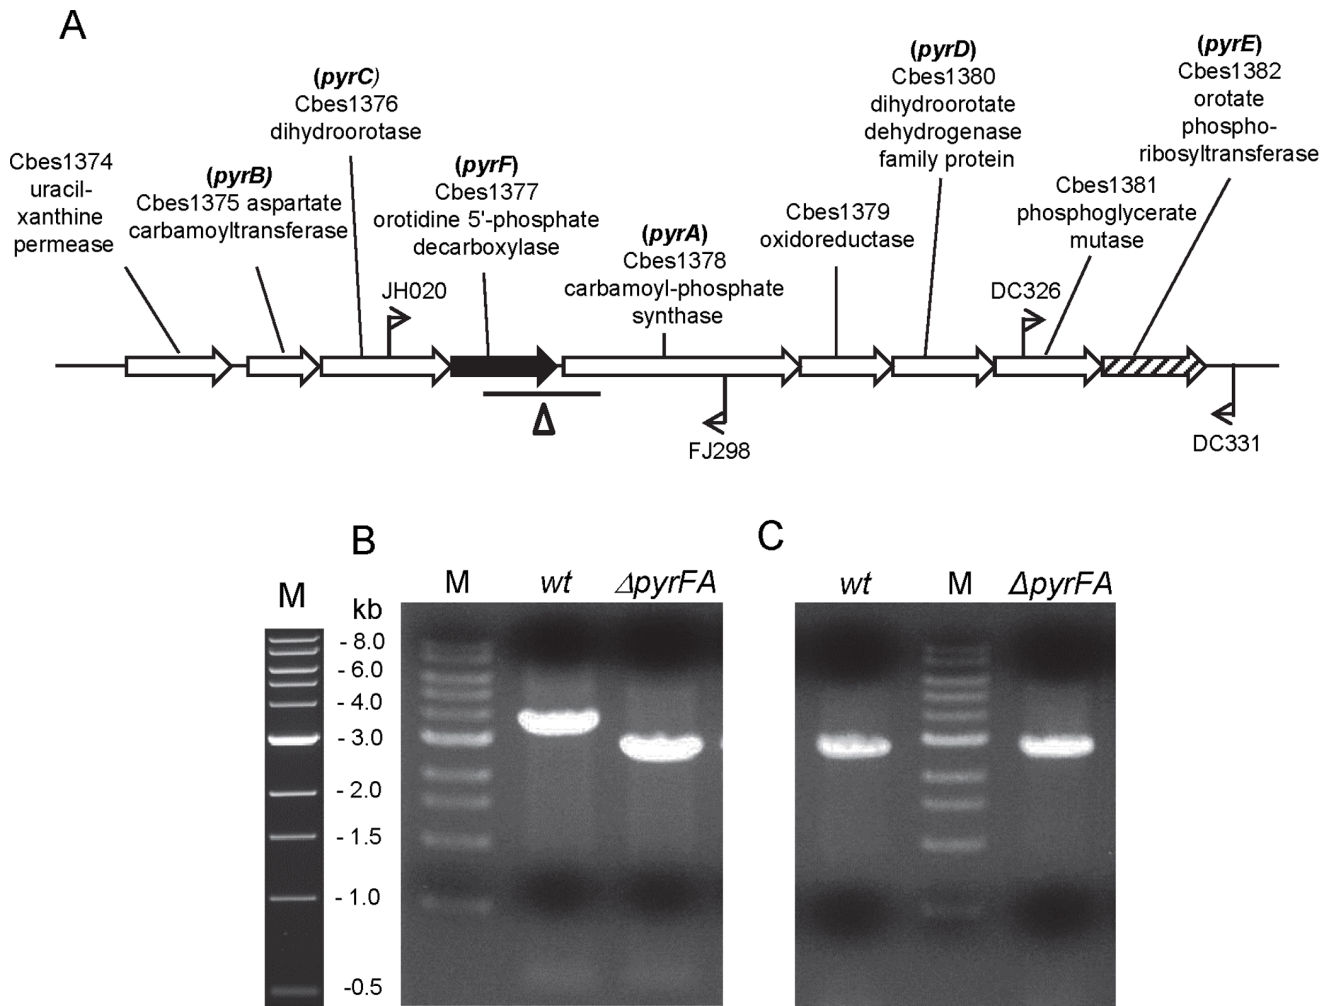 A
(pyrC)
Cbes1376
dihydroorotase
(pyrD)
Cbes1380
dihydroorotate
dehydrogenase
family protein
(pyrE)
Cbes1382
orotate
phospho-
ribosyltransferase
Cbes1374
uracil-
xanthine
permease
(pyrB)
Cbes1375 aspartate
carbamoyltransferase
(pyrF)
Cbes1377
orotidine 5'-phosphate
decarboxylase
(pyrA)
Cbes1378
carbamoyl-phosphate
synthase
Cbes1379
oxidoreductase
Cbes1381
phosphoglycerate
mutase
JH020
DC326
Δ
FJ298
DC331
B
C
M
kb
M wt ΔpyrFA
wt M ΔpyrFA
- 8.0
- 6.0
- 4.0
- 3.0
- 2.0
- 1.5
- 1.0
-0.5